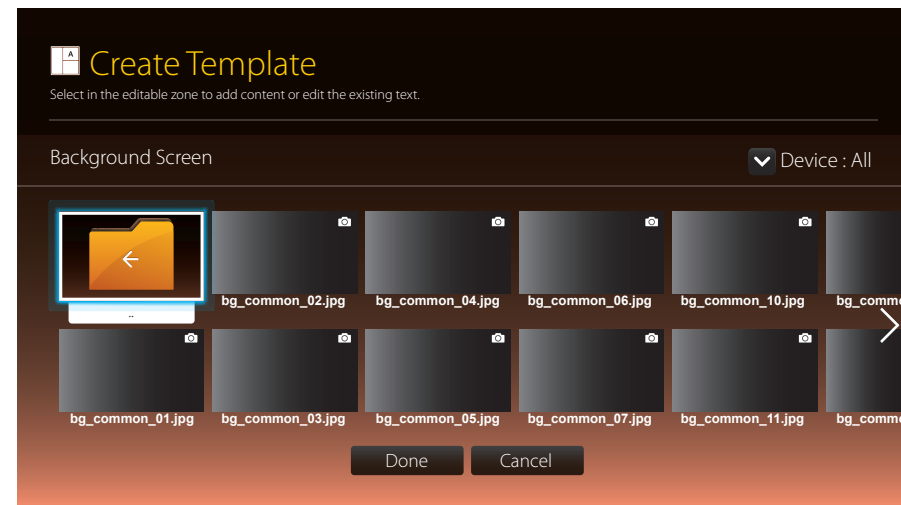 A
Create Template
Select in the editable zone to add content or edit the existing text.
Background Screen
Device : All
bg_common_02.jpg bg_common_04.jpg bg_common_06.jpg bg_common_10.jpg bg_comm
..
bg_common_01.jpg bg_common_03.jpg bg_common_05.jpg bg_common_07.jpg bg_common_11.jpg bg_comm
Done Cancel